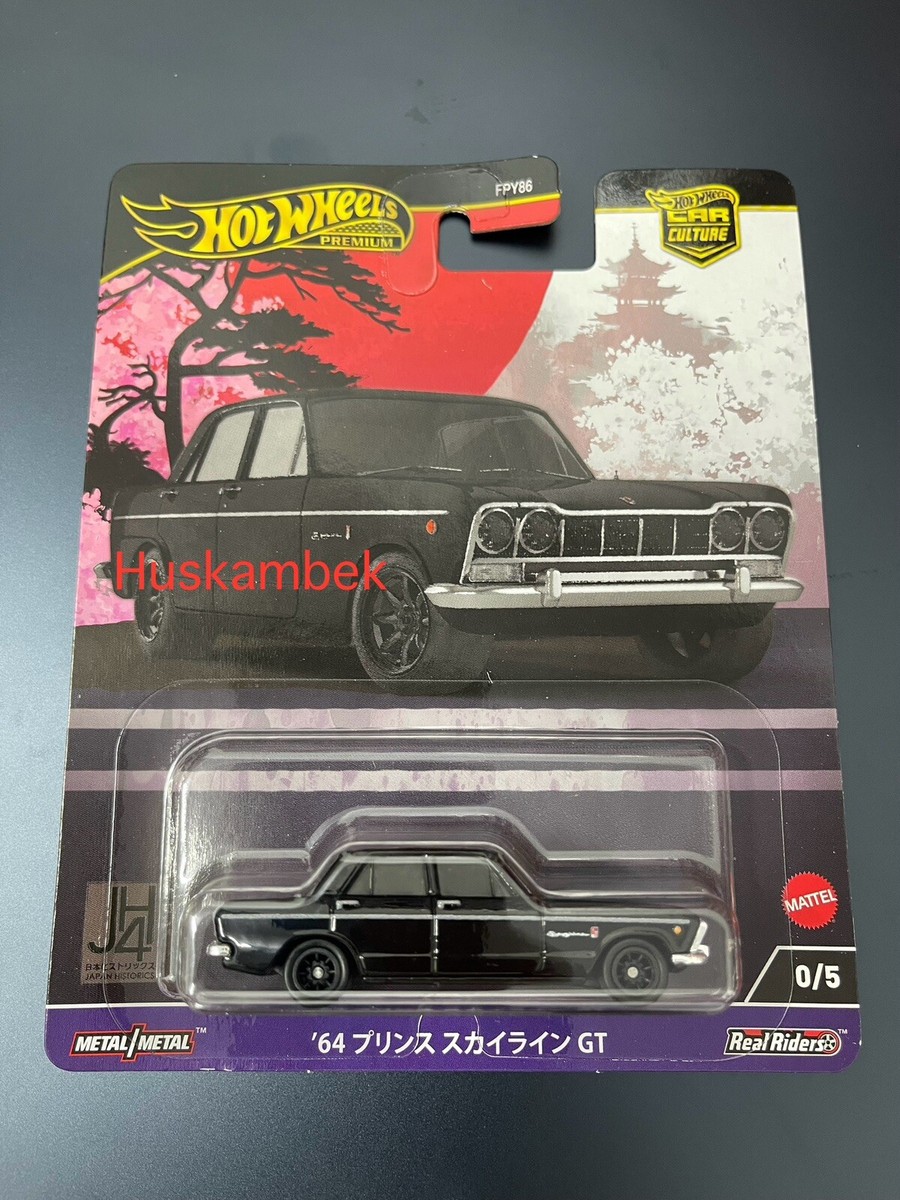 HOT WHEELS
PREMIUM
FPY86
HOT WHEELS
CAR
CULTURE
Huskambek
MATTEL
JH4
日本ヒストリックス
JAPAN HISTORICS
0/5
METAL/METAL™
'64 プリンス スカイライン GT
Real Riders™